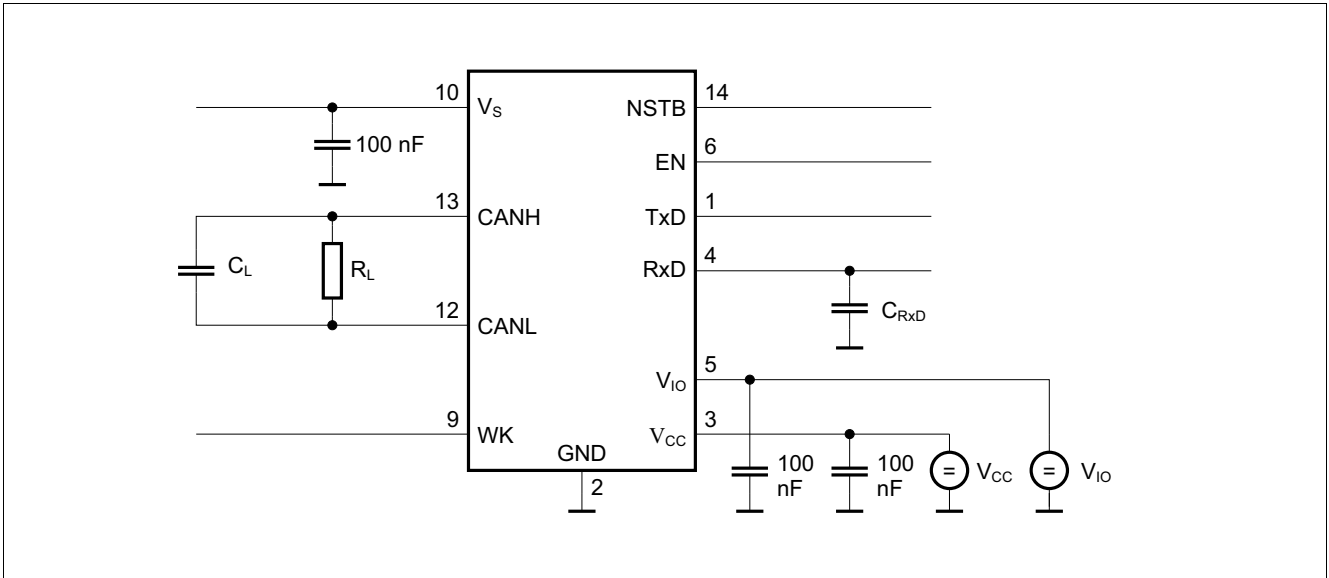 10 V_S NSTB 14
100 nF
EN 6
13 CANH TxD 1
C_L R_L RxD 4
C_RxD
12 CANL
V_IO 5
9 WK V_CC 3
GND
2
100 nF 100 nF = V_CC = V_IO